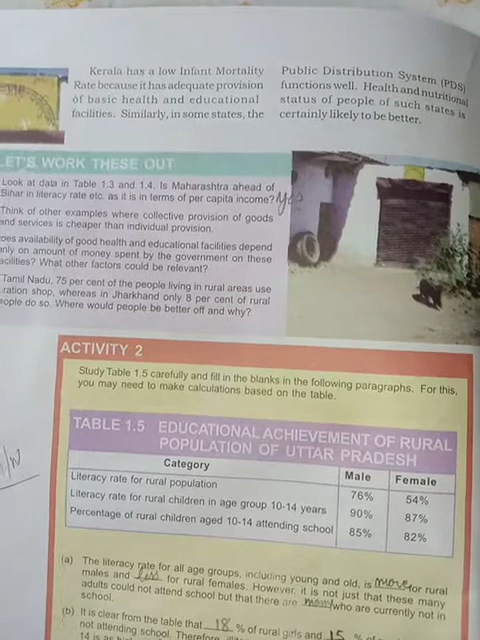 Kerala has a low Infant Mortality
Rate because it has adequate provision
of basic health and educational
facilities. Similarly, in some states, the
Public Distribution System (PDS)
functions well. Health and nutritional
status of people of such states is
certainly likely to be better.
LET'S WORK THESE OUT
Look at data in Table 1.3 and 1.4. Is Maharashtra ahead of
Bihar in literacy rate etc. as it is in terms of per capita income? Yes
Think of other examples where collective provision of goods
and services is cheaper than individual provision.
oes availability of good health and educational facilities depend
nly on amount of money spent by the government on these
acilities? What other factors could be relevant?
Tamil Nadu, 75 per cent of the people living in rural areas use
ration shop, whereas in Jharkhand only 8 per cent of rural
eople do so. Where would people be better off and why?
ACTIVITY 2
Study Table 1.5 carefully and fill in the blanks in the following paragraphs. For this,
you may need to make calculations based on the table.
TABLE 1.5 EDUCATIONAL ACHIEVEMENT OF RURAL
POPULATION OF UTTAR PRADESH
Category Male Female
Literacy rate for rural population 76% 54%
Literacy rate for rural children in age group 10-14 years 90% 87%
Percentage of rural children aged 10-14 attending school 85% 82%
(a) The literacy rate for all age groups, including young and old, is more for rural
males and less for rural females. However, it is not just that these many
adults could not attend school but that there are many who are currently not in
school.
(b) It is clear from the table that 18 % of rural girls and 15 % of
not attending school. Therefore,
14 is as